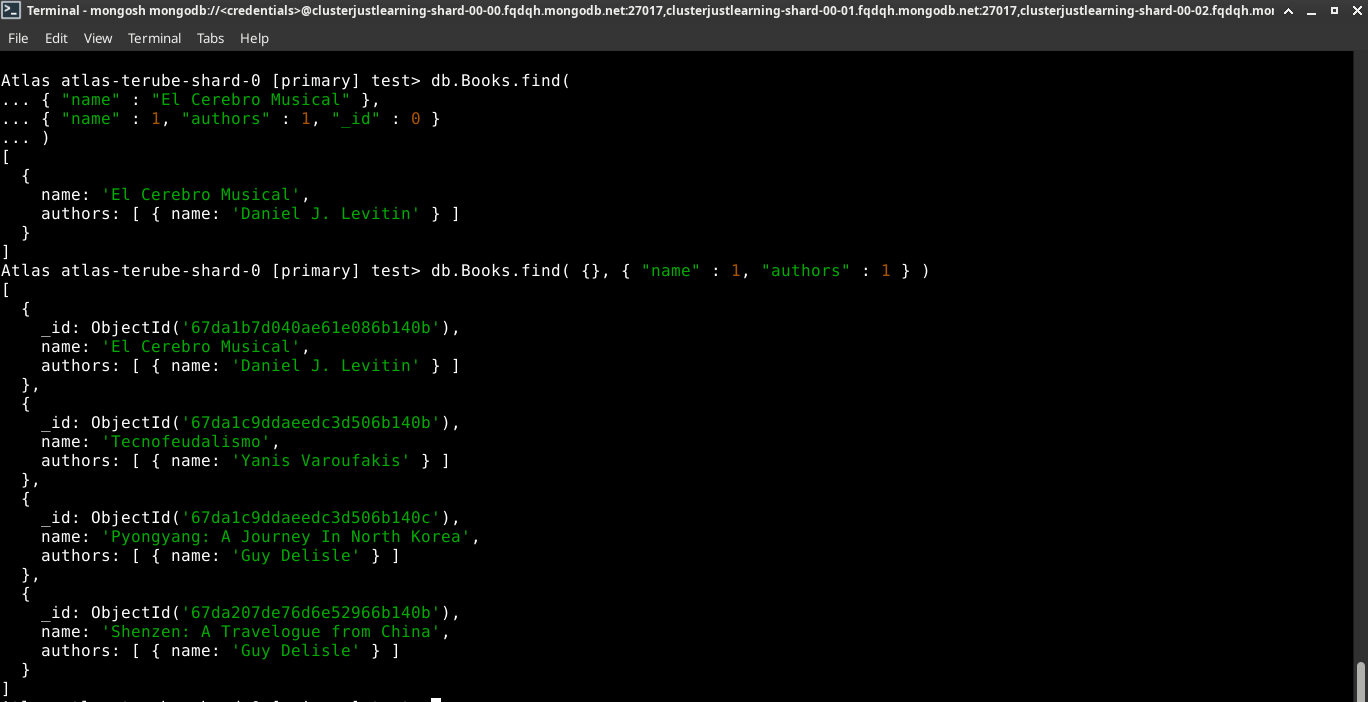 Terminal - mongosh mongodb://<credentials>@clusterjustlearning-shard-00-00.fqdqh.mongodb.net:27017,clusterjustlearning-shard-00-01.fqdqh.mongodb.net:27017,clusterjustlearning-shard-00-02.fqdqh.mo
File Edit View Terminal Tabs Help
Atlas atlas-terube-shard-0 [primary] test> db.Books.find(
... { "name" : "El Cerebro Musical" },
... { "name" : 1, "authors" : 1, "_id" : 0 }
... )
[
  {
    name: 'El Cerebro Musical',
    authors: [ { name: 'Daniel J. Levitin' } ]
  }
]
Atlas atlas-terube-shard-0 [primary] test> db.Books.find( {}, { "name" : 1, "authors" : 1 } )
[
  {
    _id: ObjectId('67da1b7d040ae61e086b140b'),
    name: 'El Cerebro Musical',
    authors: [ { name: 'Daniel J. Levitin' } ]
  },
  {
    _id: ObjectId('67da1c9ddaeedc3d506b140b'),
    name: 'Tecnofeudalismo',
    authors: [ { name: 'Yanis Varoufakis' } ]
  },
  {
    _id: ObjectId('67da1c9ddaeedc3d506b140c'),
    name: 'Pyongyang: A Journey In North Korea',
    authors: [ { name: 'Guy Delisle' } ]
  },
  {
    _id: ObjectId('67da207de76d6e52966b140b'),
    name: 'Shenzen: A Travelogue from China',
    authors: [ { name: 'Guy Delisle' } ]
  }
]